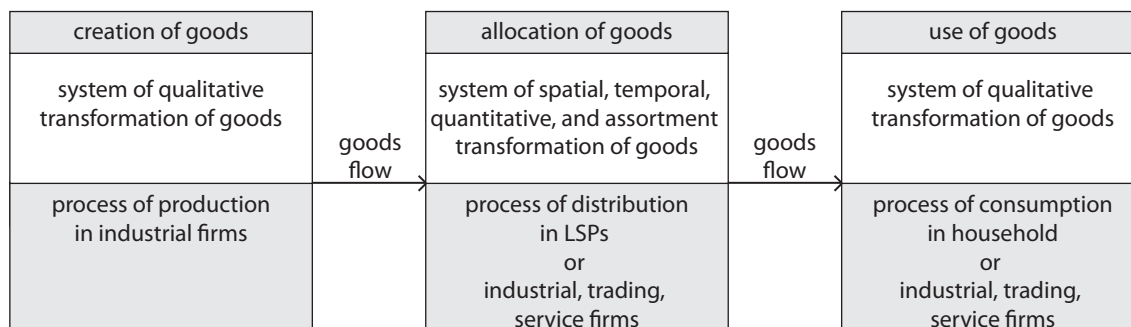 creation of goods
system of qualitative
transformation of goods
process of production
in industrial firms
goods
flow
allocation of goods
system of spatial, temporal,
quantitative, and assortment
transformation of goods
process of distribution
in LSPs
or
industrial, trading,
service firms
goods
flow
use of goods
system of qualitative
transformation of goods
process of consumption
in household
or
industrial, trading,
service firms